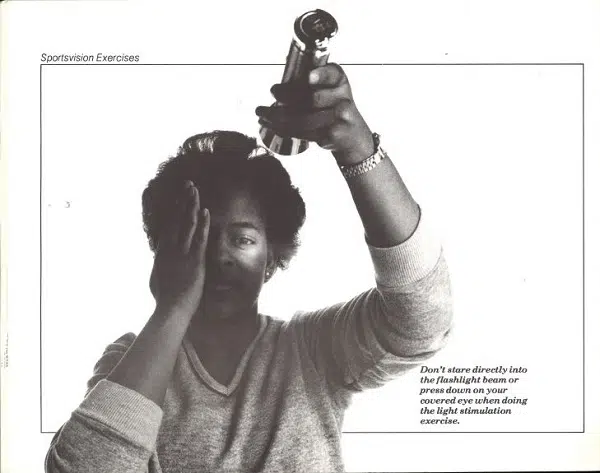 Sportsvision Exercises
Don't stare directly into
the flashlight beam or
press down on your
covered eye when doing
the light stimulation
exercise.